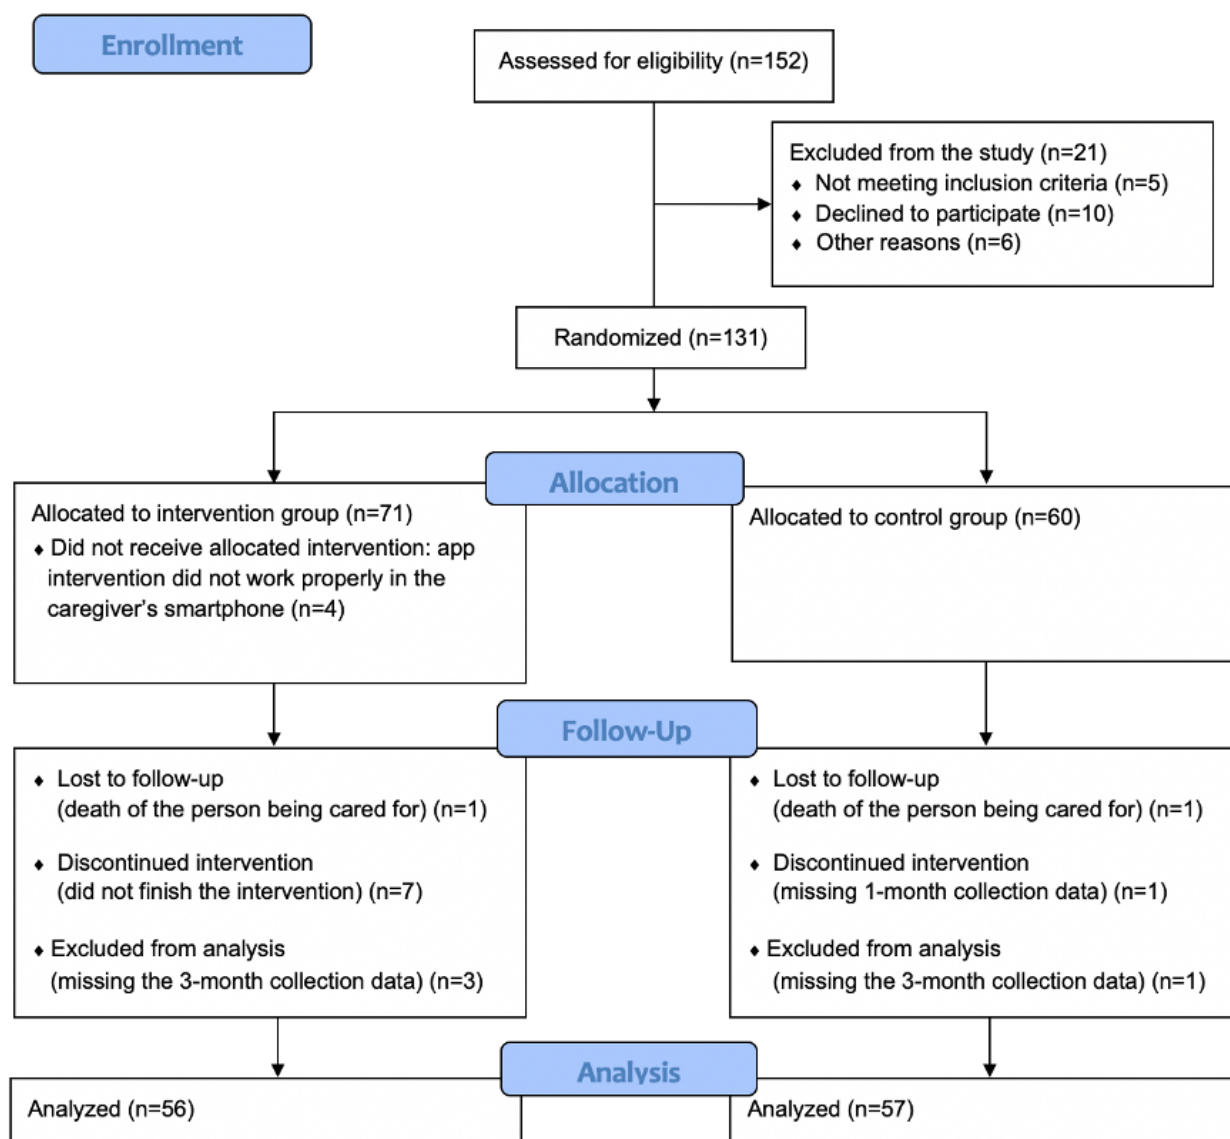 Enrollment
Assessed for eligibility (n=152)
Excluded from the study (n=21)
♦ Not meeting inclusion criteria (n=5)
♦ Declined to participate (n=10)
♦ Other reasons (n=6)
Randomized (n=131)
Allocation
Allocated to intervention group (n=71)
♦ Did not receive allocated intervention: app
intervention did not work properly in the
caregiver’s smartphone (n=4)
Allocated to control group (n=60)
Follow-Up
♦ Lost to follow-up
(death of the person being cared for) (n=1)
♦ Discontinued intervention
(did not finish the intervention) (n=7)
♦ Excluded from analysis
(missing the 3-month collection data) (n=3)
♦ Lost to follow-up
(death of the person being cared for) (n=1)
♦ Discontinued intervention
(missing 1-month collection data) (n=1)
♦ Excluded from analysis
(missing the 3-month collection data) (n=1)
Analysis
Analyzed (n=56)
Analyzed (n=57)